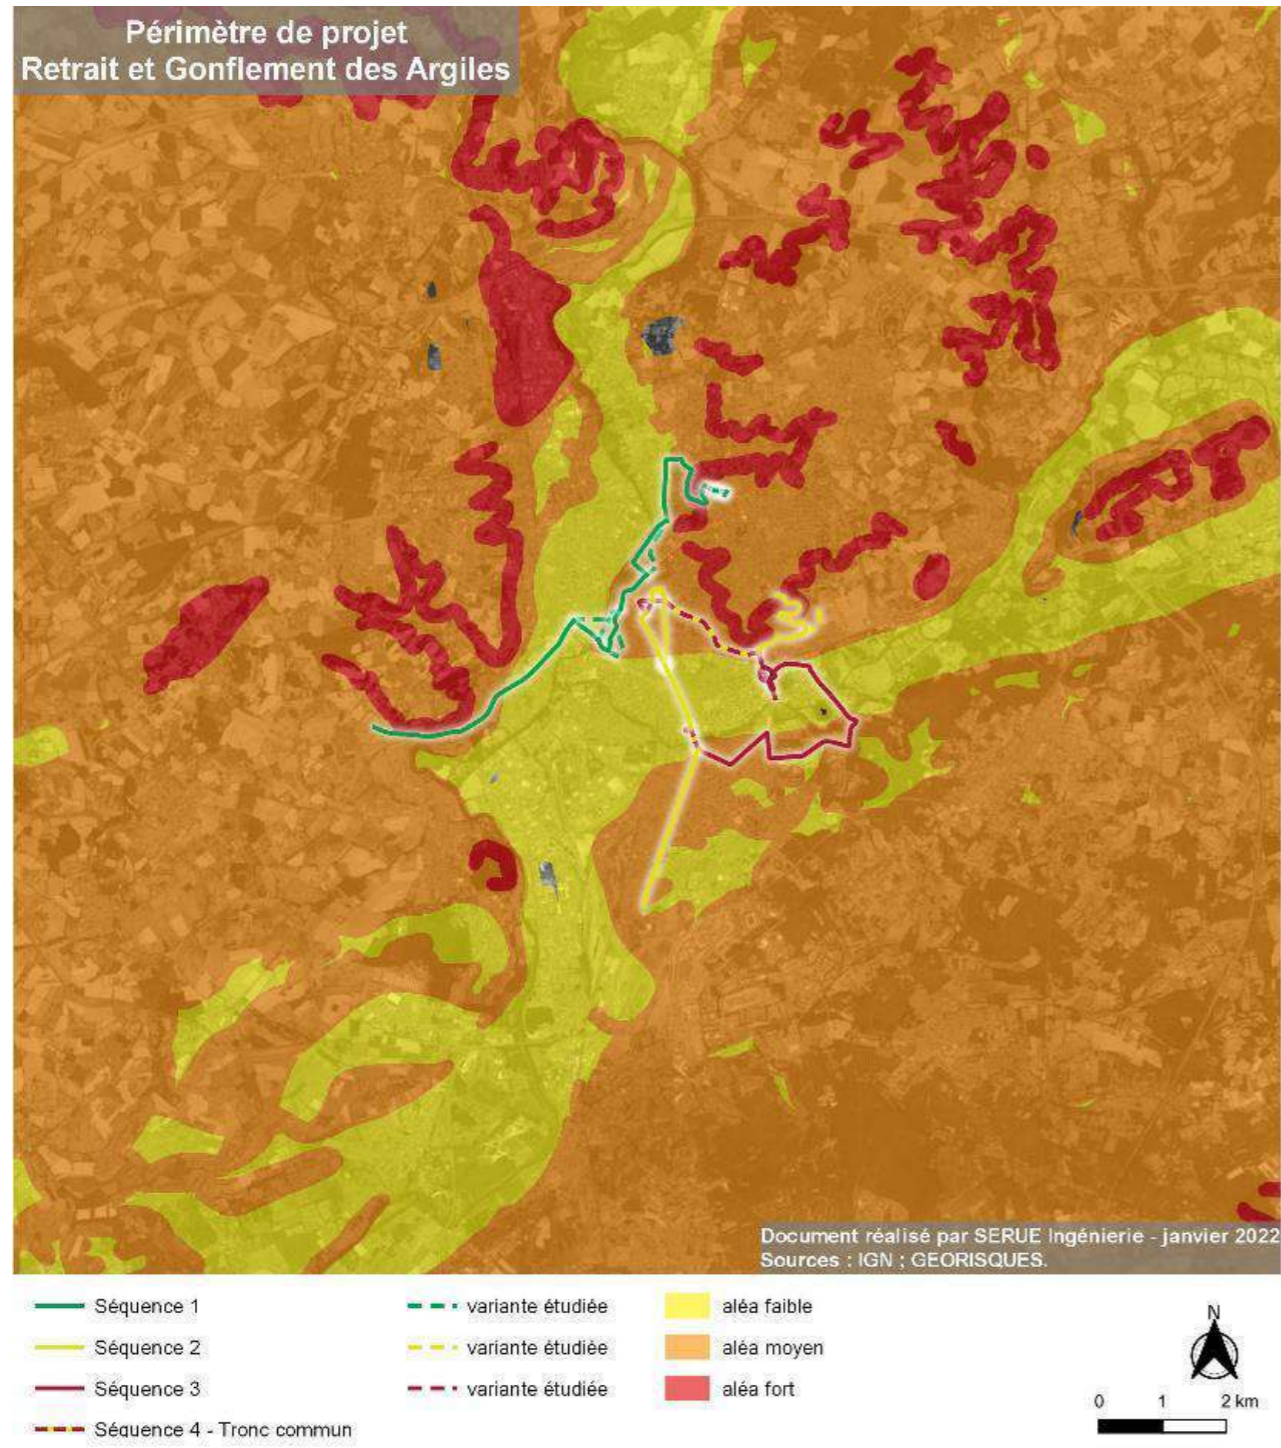 Périmètre de projet
Retrait et Gonflement des Argiles
Document réalisé par SERUE Ingénierie - janvier 2022
Sources : IGN ; GEORISQUES.
Séquence 1
variante étudiée
aléa faible
Séquence 2
variante étudiée
aléa moyen
Séquence 3
variante étudiée
aléa fort
Séquence 4 - Tronc commun
N
0 1 2 km